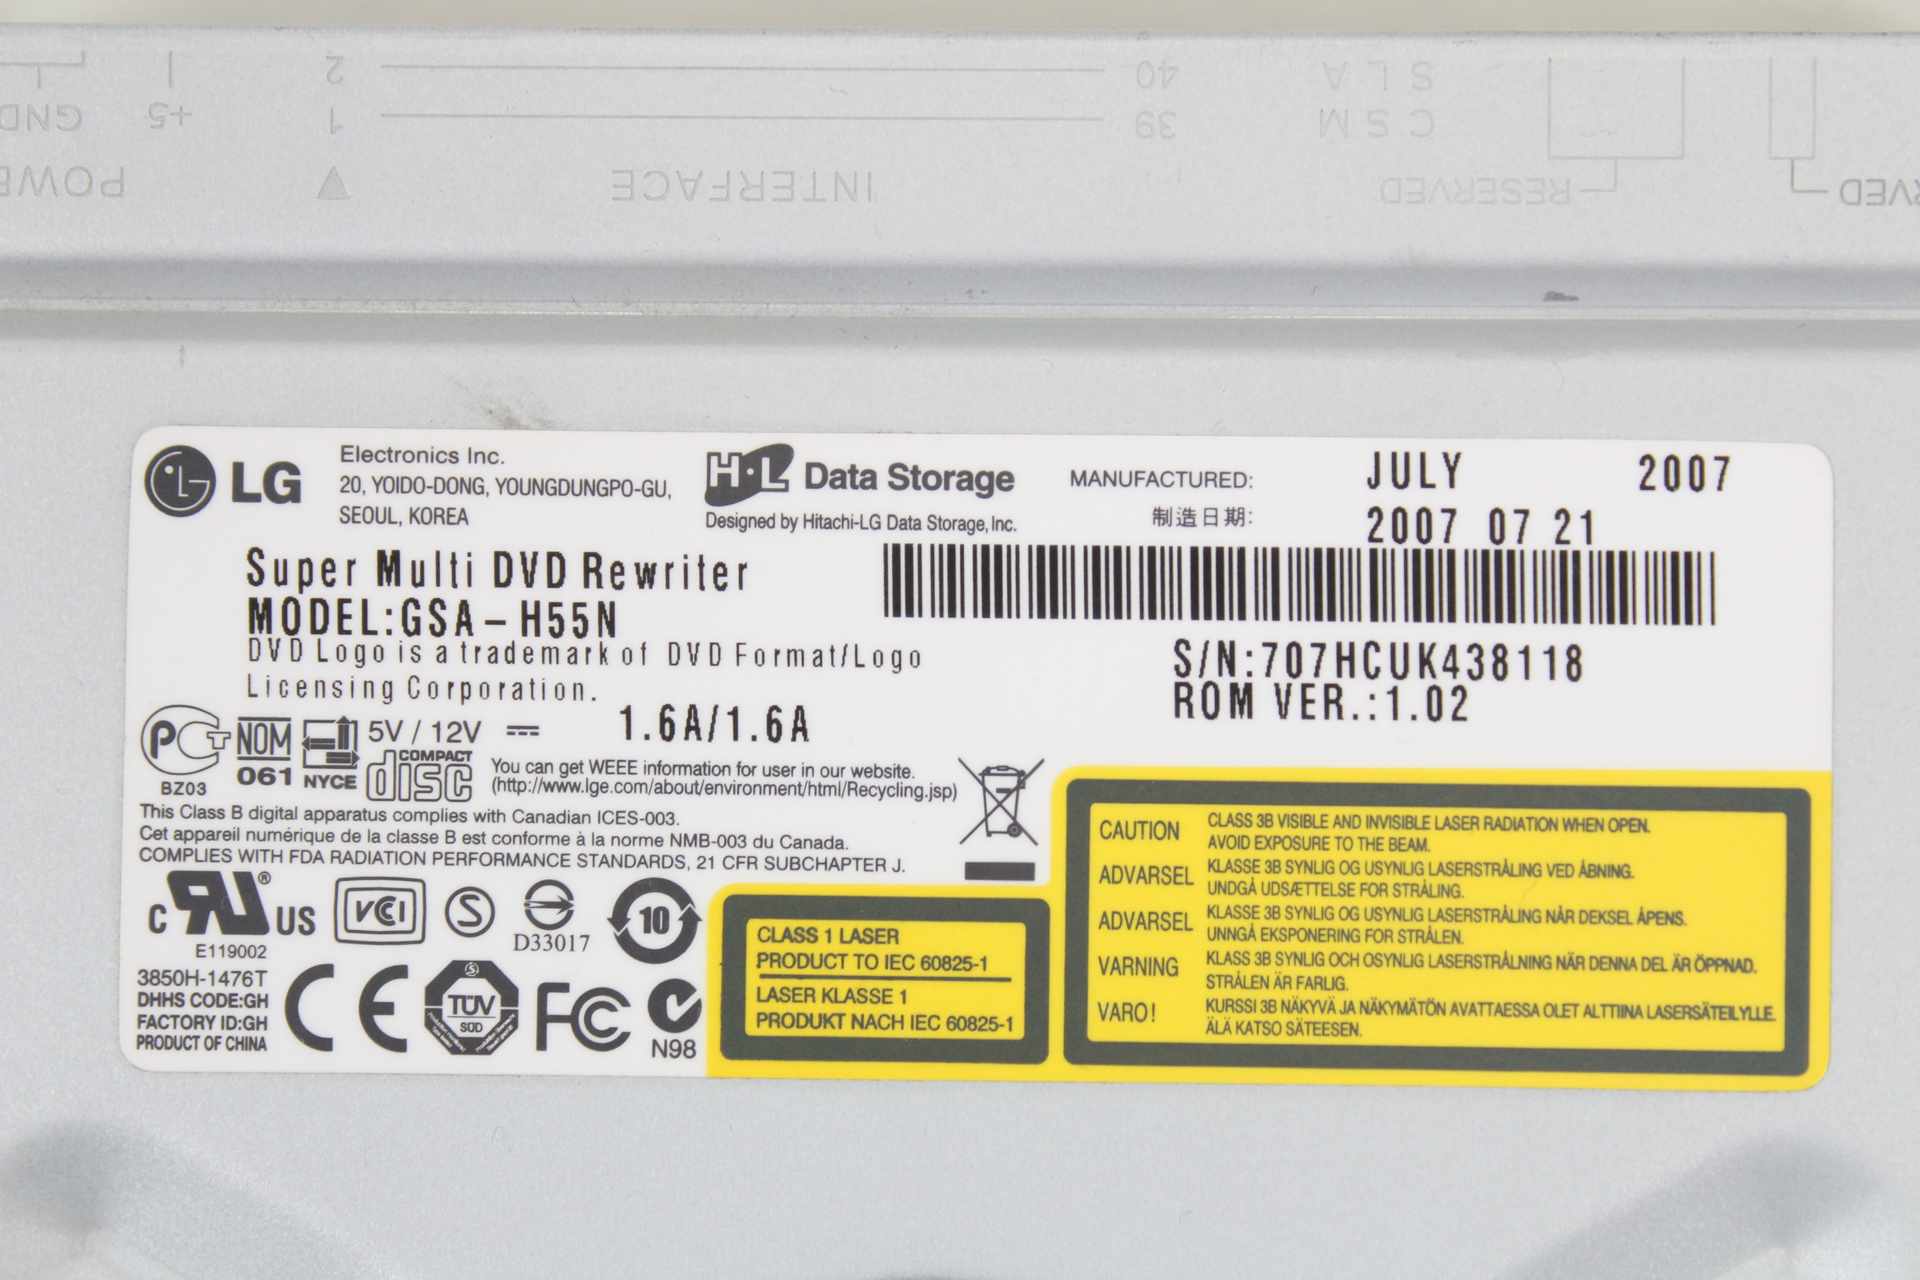 2
40
S L A
GND
+5
1
39
C S M
POWE
INTERFACE
RESERVED
RVED
LG
Electronics Inc.
20, YOIDO-DONG, YOUNGDUNGPO-GU,
SEOUL, KOREA
H·L Data Storage
Designed by Hitachi-LG Data Storage, Inc.
MANUFACTURED: JULY 2007
制造日期: 2007 07 21
Super Multi DVD Rewriter
MODEL:GSA-H55N
DVD Logo is a trademark of DVD Format/Logo
Licensing Corporation.
S/N:707HCUK438118
ROM VER.:1.02
PCT
BZ03
NOM
061
NYCE
5V / 12V
1.6A/1.6A
COMPACT
disc
You can get WEEE information for user in our website.
(http://www.lge.com/about/environment/html/Recycling.jsp)
This Class B digital apparatus complies with Canadian ICES-003.
Cet appareil numérique de la classe B est conforme à la norme NMB-003 du Canada.
COMPLIES WITH FDA RADIATION PERFORMANCE STANDARDS, 21 CFR SUBCHAPTER J.
C RU ® US
E119002
VCI
S
D33017
10
3850H-1476T
DHHS CODE:GH
FACTORY ID:GH
PRODUCT OF CHINA
CE
TÜV
SÜD
FC
N98
CLASS 1 LASER
PRODUCT TO IEC 60825-1
LASER KLASSE 1
PRODUKT NACH IEC 60825-1
CAUTION CLASS 3B VISIBLE AND INVISIBLE LASER RADIATION WHEN OPEN.
AVOID EXPOSURE TO THE BEAM.
ADVARSEL KLASSE 3B SYNLIG OG USYNLIG LASERSTRÅLING VED ÅBNING.
UNDGÅ UDSÆTTELSE FOR STRÅLING.
ADVARSEL KLASSE 3B SYNLIG OG USYNLIG LASERSTRÅLING NÅR DEKSEL ÅPENS.
UNNGÅ EKSPONERING FOR STRÅLEN.
VARNING KLASS 3B SYNLIG OCH OSYNLIG LASERSTRÅLNING NÄR DENNA DEL ÄR ÖPPNAD.
STRÅLEN ÄR FARLIG.
VARO! KURSSI 3B NÄKYVÄ JA NÄKYMÄTÖN AVATTAESSA OLET ALTTIINA LASERSÄTEILYLLE.
ÄLÄ KATSO SÄTEESEN.